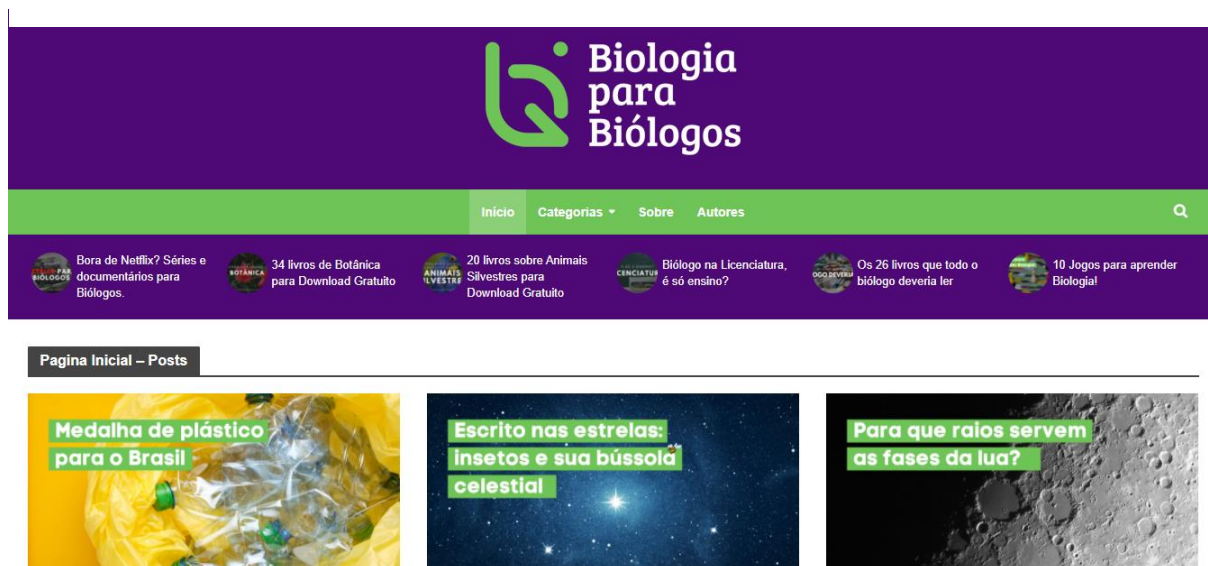 Biologia
para
Biólogos
Início Categorias Sobre Autores
Bora de Netflix? Séries e
documentários para
Biólogos.
34 livros de Botânica
para Download Gratuito
20 livros sobre Animais
Silvestres para
Download Gratuito
Biólogo na Licenciatura,
é só ensino?
Os 26 livros que todo o
biólogo deveria ler
10 Jogos para aprender
Biologia!
BIÓLOGOS
BOTÂNICA
ANIMAIS
Pagina Inicial – Posts
Medalha de plástico
para o Brasil
Escrito nas estrelas:
insetos e sua bússola
celestial
Para que raios servem
as fases da lua?